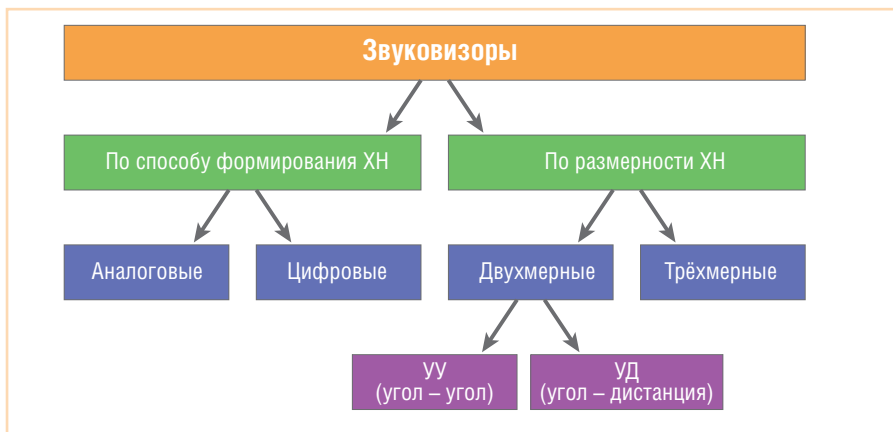 Звуковизоры
По способу формирования ХН
По размерности ХН
Аналоговые
Цифровые
Двухмерные
Трёхмерные
УУ
(угол – угол)
УД
(угол – дистанция)